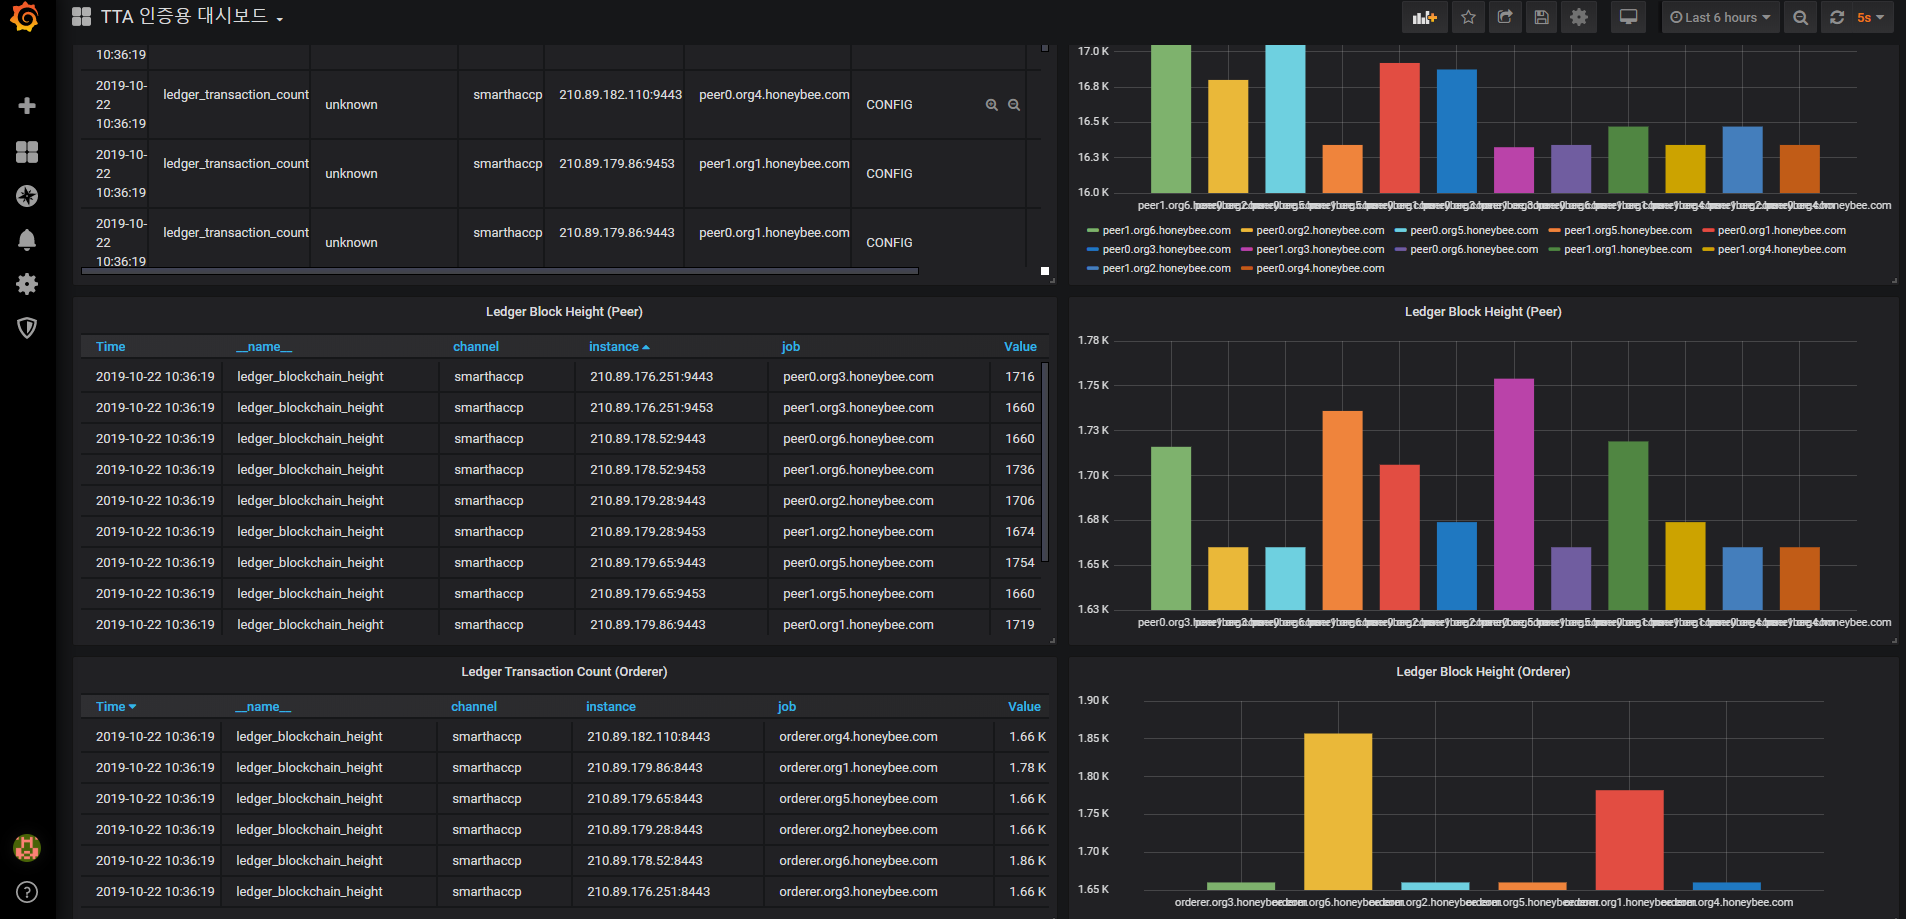 TTA 인증용 대시보드
Last 6 hours
5s
10:36:19
2019-10-22 10:36:19 ledger_transaction_count unknown smarthaccp 210.89.182.110:9443 peer0.org4.honeybee.com CONFIG
2019-10-22 10:36:19 ledger_transaction_count unknown smarthaccp 210.89.179.86:9453 peer1.org1.honeybee.com CONFIG
2019-10-22 10:36:19 ledger_transaction_count unknown smarthaccp 210.89.179.86:9443 peer0.org1.honeybee.com CONFIG
17.0 K
16.8 K
16.5 K
16.3 K
16.0 K
peer1.org6.honeybee.com peer0.org2.honeybee.com peer0.org5.honeybee.com peer1.org5.honeybee.com peer0.org1.honeybee.com
peer0.org3.honeybee.com peer1.org3.honeybee.com peer0.org6.honeybee.com peer1.org1.honeybee.com peer1.org4.honeybee.com
peer1.org2.honeybee.com peer0.org4.honeybee.com
Ledger Block Height (Peer)
Time __name__ channel instance job Value
2019-10-22 10:36:19 ledger_blockchain_height smarthaccp 210.89.176.251:9443 peer0.org3.honeybee.com 1716
2019-10-22 10:36:19 ledger_blockchain_height smarthaccp 210.89.176.251:9453 peer1.org3.honeybee.com 1660
2019-10-22 10:36:19 ledger_blockchain_height smarthaccp 210.89.178.52:9443 peer0.org6.honeybee.com 1660
2019-10-22 10:36:19 ledger_blockchain_height smarthaccp 210.89.178.52:9453 peer1.org6.honeybee.com 1736
2019-10-22 10:36:19 ledger_blockchain_height smarthaccp 210.89.179.28:9443 peer0.org2.honeybee.com 1706
2019-10-22 10:36:19 ledger_blockchain_height smarthaccp 210.89.179.28:9453 peer1.org2.honeybee.com 1674
2019-10-22 10:36:19 ledger_blockchain_height smarthaccp 210.89.179.65:9443 peer0.org5.honeybee.com 1754
2019-10-22 10:36:19 ledger_blockchain_height smarthaccp 210.89.179.65:9453 peer1.org5.honeybee.com 1660
2019-10-22 10:36:19 ledger_blockchain_height smarthaccp 210.89.179.86:9443 peer0.org1.honeybee.com 1719
Ledger Block Height (Peer)
1.78 K
1.75 K
1.73 K
1.70 K
1.68 K
1.65 K
1.63 K
Ledger Transaction Count (Orderer)
Time __name__ channel instance job Value
2019-10-22 10:36:19 ledger_blockchain_height smarthaccp 210.89.182.110:8443 orderer.org4.honeybee.com 1.66 K
2019-10-22 10:36:19 ledger_blockchain_height smarthaccp 210.89.179.86:8443 orderer.org1.honeybee.com 1.78 K
2019-10-22 10:36:19 ledger_blockchain_height smarthaccp 210.89.179.65:8443 orderer.org5.honeybee.com 1.66 K
2019-10-22 10:36:19 ledger_blockchain_height smarthaccp 210.89.179.28:8443 orderer.org2.honeybee.com 1.66 K
2019-10-22 10:36:19 ledger_blockchain_height smarthaccp 210.89.178.52:8443 orderer.org6.honeybee.com 1.86 K
2019-10-22 10:36:19 ledger_blockchain_height smarthaccp 210.89.176.251:8443 orderer.org3.honeybee.com 1.66 K
Ledger Block Height (Orderer)
1.90 K
1.85 K
1.80 K
1.75 K
1.70 K
1.65 K